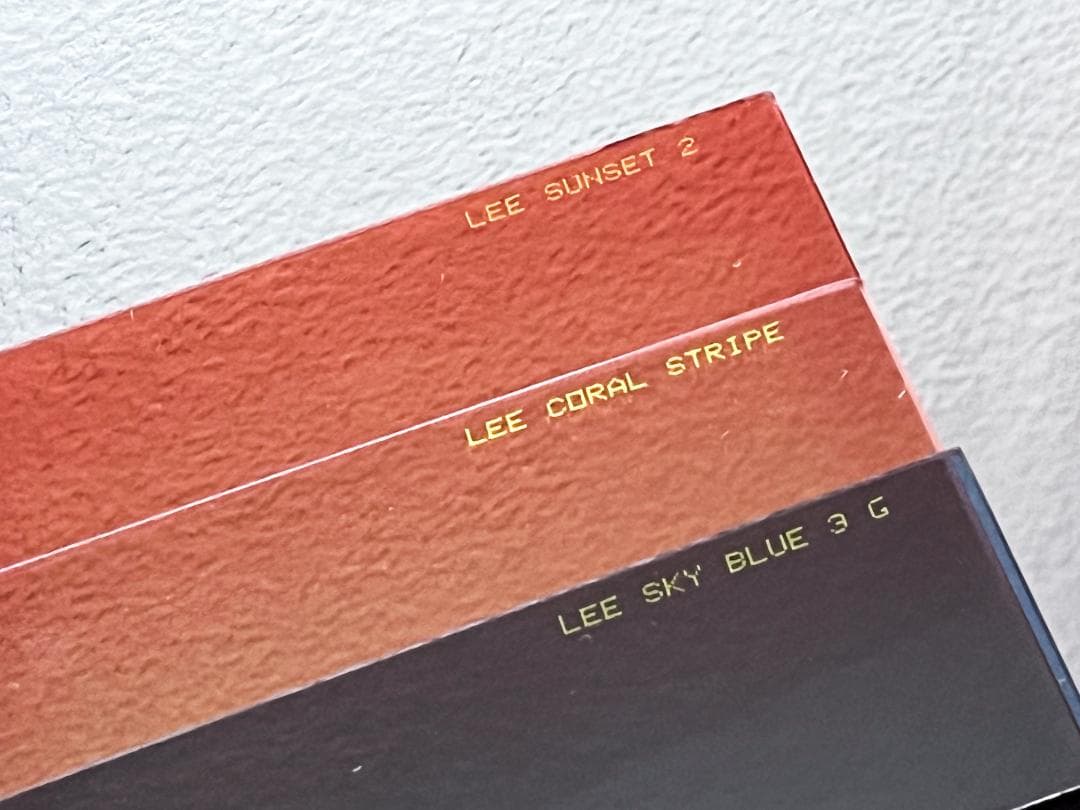 LEE SUNSET 2
LEE CORAL STRIPE
LEE SKY BLUE 3 G